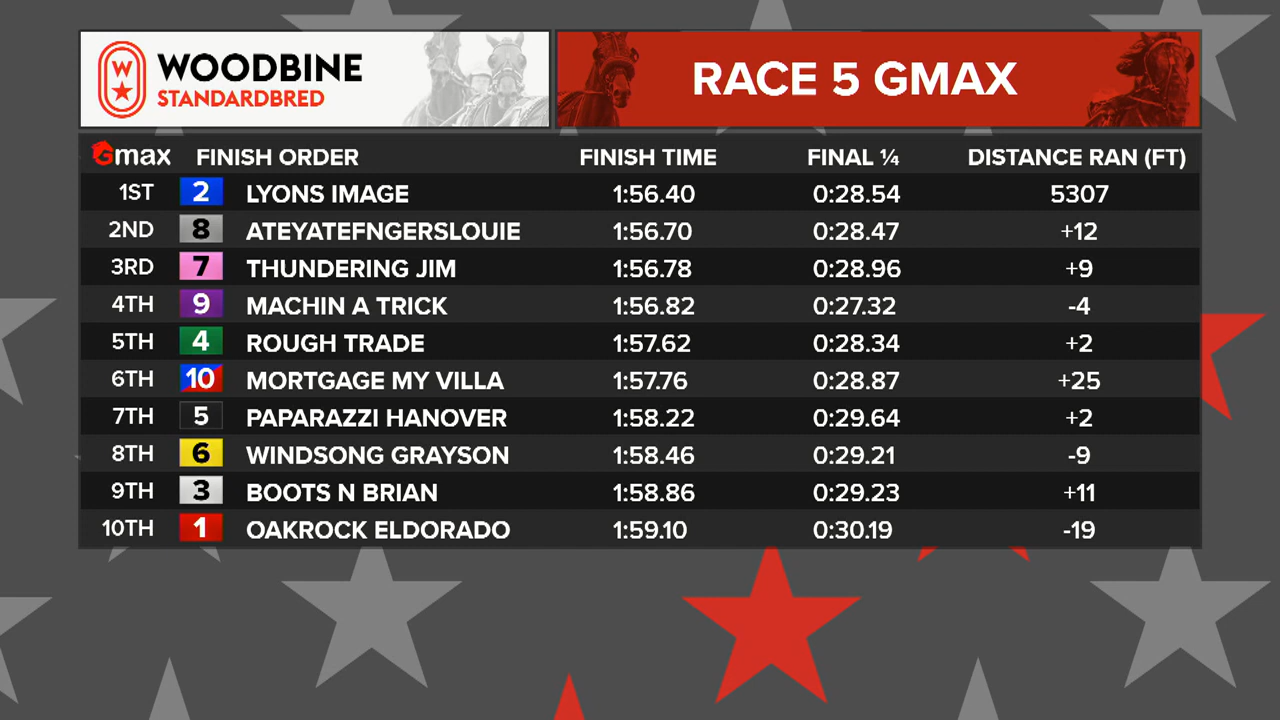 W
WOODBINE
STANDARDBRED
RACE 5 GMAX
Gmax FINISH ORDER FINISH TIME FINAL ¼ DISTANCE RAN (FT)
1ST 2 LYONS IMAGE 1:56.40 0:28.54 5307
2ND 8 ATEYATEFNGERSLOUIE 1:56.70 0:28.47 +12
3RD 7 THUNDERING JIM 1:56.78 0:28.96 +9
4TH 9 MACHIN A TRICK 1:56.82 0:27.32 -4
5TH 4 ROUGH TRADE 1:57.62 0:28.34 +2
6TH 10 MORTGAGE MY VILLA 1:57.76 0:28.87 +25
7TH 5 PAPARAZZI HANOVER 1:58.22 0:29.64 +2
8TH 6 WINDSONG GRAYSON 1:58.46 0:29.21 -9
9TH 3 BOOTS N BRIAN 1:58.86 0:29.23 +11
10TH 1 OAKROCK ELDORADO 1:59.10 0:30.19 -19